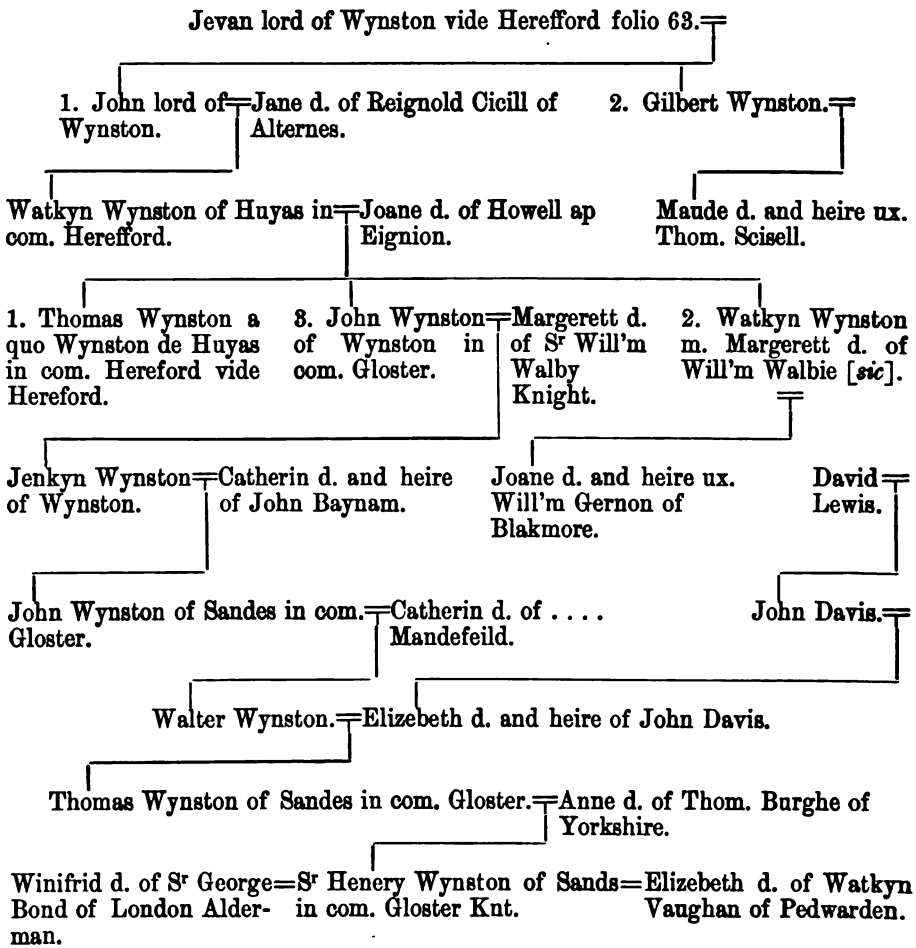 Jevan lord of Wynston vide Herefford folio 63.
1. John lord of
Wynston.
Jane d. of Reignold Cicill of
Alternes.
2. Gilbert Wynston.
Watkyn Wynston of Huyas in
com. Herefford.
Joane d. of Howell ap
Eignion.
Maude d. and heire ux.
Thom. Scisell.
1. Thomas Wynston a
quo Wynston de Huyas
in com. Hereford vide
Hereford.
3. John Wynston
of Wynston in
com. Gloster.
Margerett d.
of Sʳ Will'm
Walby
Knight.
2. Watkyn Wynston
m. Margerett d. of
Will'm Walbie [sic].
Jenkyn Wynston
of Wynston.
Catherin d. and heire
of John Baynam.
Joane d. and heire ux.
Will'm Gernon of
Blakmore.
David
Lewis.
John Wynston of Sandes in com.
Gloster.
Catherin d. of ....
Mandefeild.
John Davis.
Walter Wynston.
Elizebeth d. and heire of John Davis.
Thomas Wynston of Sandes in com. Gloster.
Anne d. of Thom. Burghe of
Yorkshire.
Winifrid d. of Sʳ George
Bond of London Alder-
man.
Sʳ Henery Wynston of Sands
in com. Gloster Knt.
Elizebeth d. of Watkyn
Vaughan of Pedwarden.